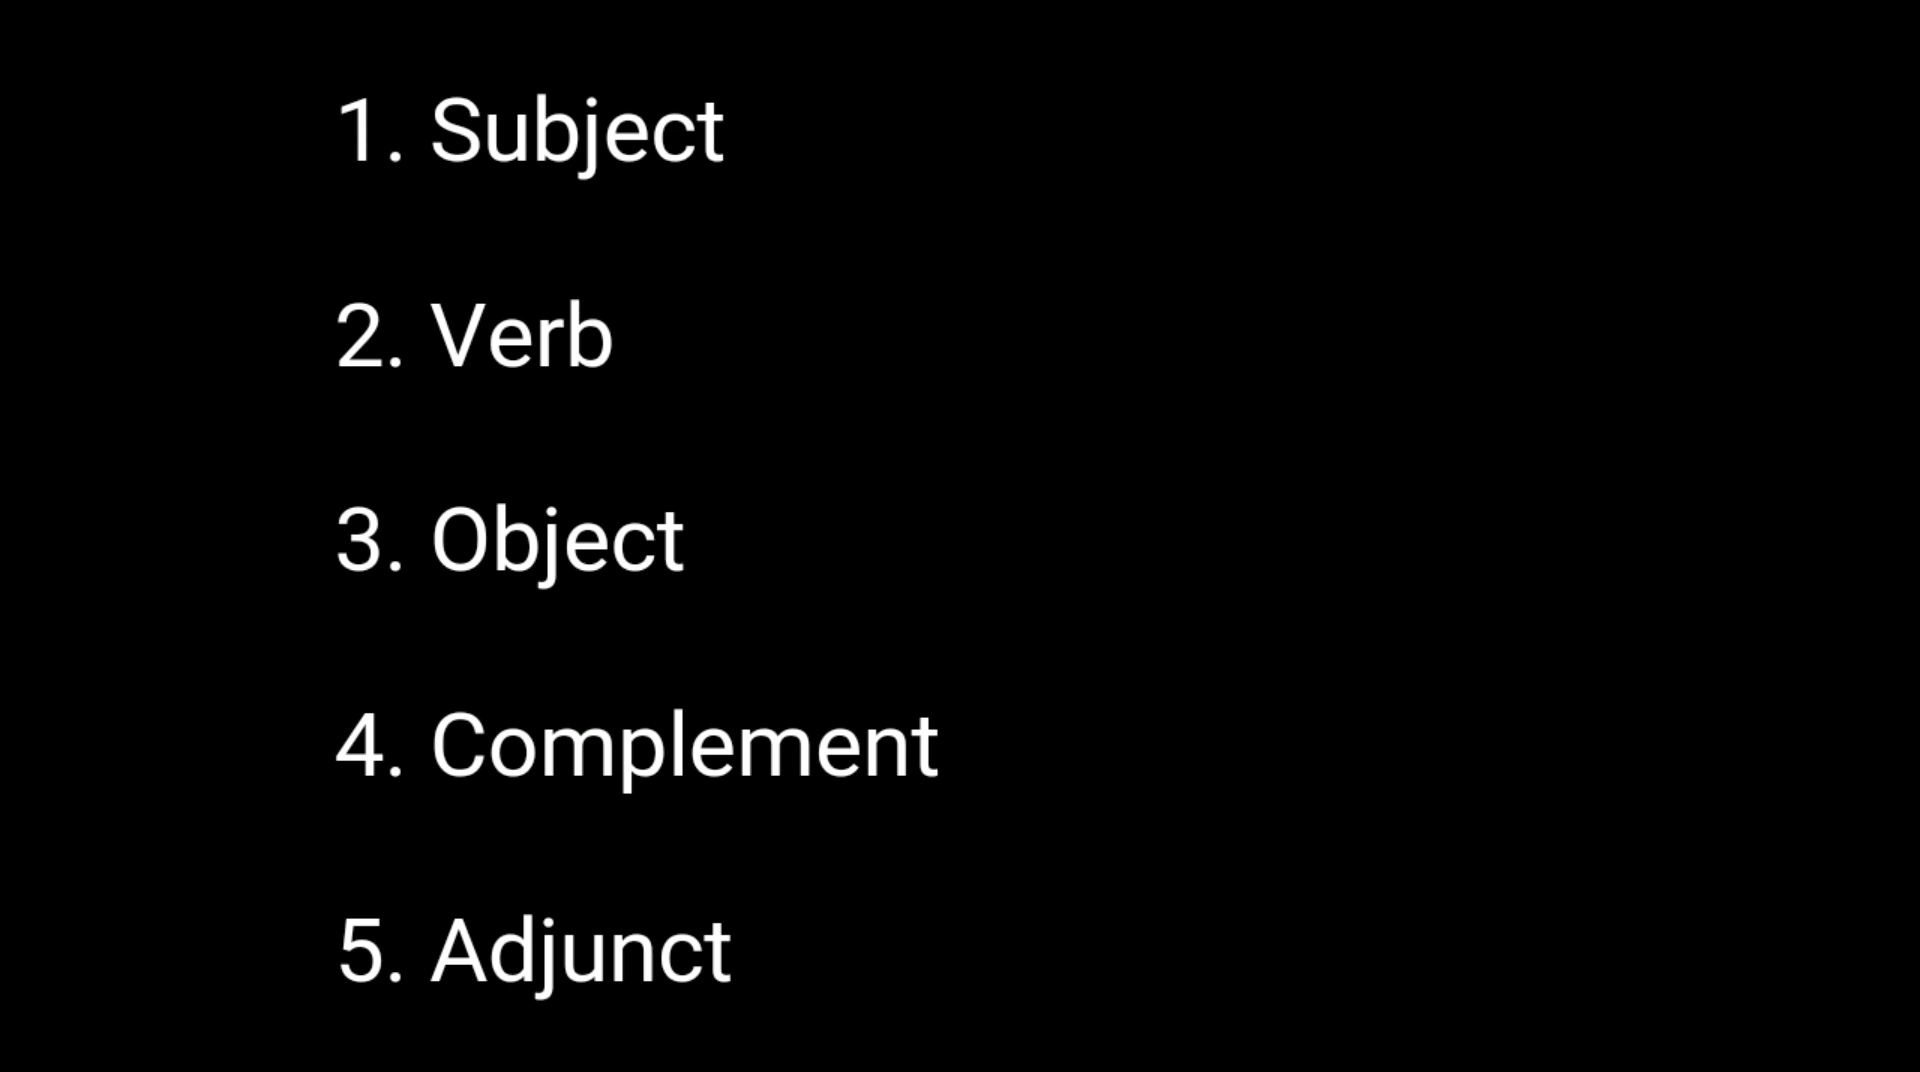 1. Subject
2. Verb
3. Object
4. Complement
5. Adjunct